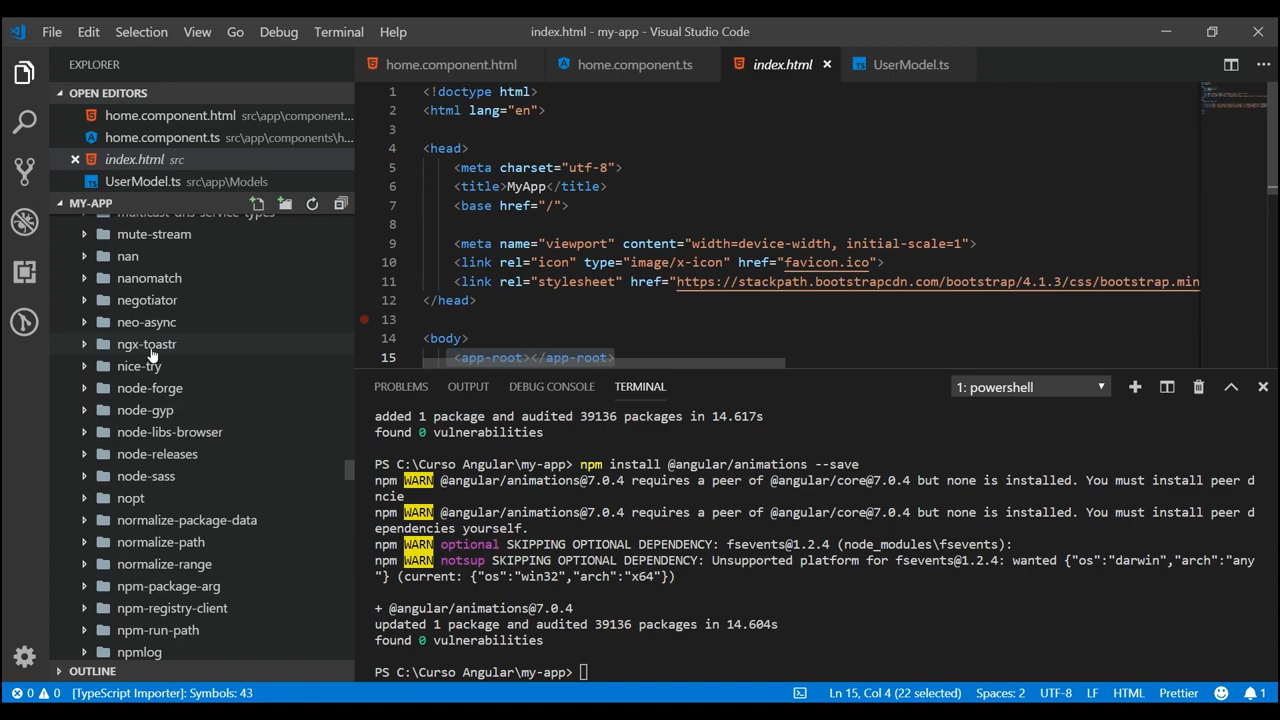 File Edit Selection View Go Debug Terminal Help
index.html - my-app - Visual Studio Code
EXPLORER
OPEN EDITORS
home.component.html src\app\component...
home.component.ts src\app\components\h...
index.html src
UserModel.ts src\app\Models
MY-APP
multicast-dns-service-types
mute-stream
nan
nanomatch
negotiator
neo-async
ngx-toastr
nice-try
node-forge
node-gyp
node-libs-browser
node-releases
node-sass
nopt
normalize-package-data
normalize-path
normalize-range
npm-package-arg
npm-registry-client
npm-run-path
npmlog
OUTLINE
home.component.html
home.component.ts
index.html
UserModel.ts
1 <!doctype html>
2 <html lang="en">
3
4 <head>
5 <meta charset="utf-8">
6 <title>MyApp</title>
7 <base href="/">
8
9 <meta name="viewport" content="width=device-width, initial-scale=1">
10 <link rel="icon" type="image/x-icon" href="favicon.ico">
11 <link rel="stylesheet" href="https://stackpath.bootstrapcdn.com/bootstrap/4.1.3/css/bootstrap.min
12 </head>
13
14 <body>
15 <app-root></app-root>
PROBLEMS OUTPUT DEBUG CONSOLE TERMINAL
1: powershell
added 1 package and audited 39136 packages in 14.617s
found 0 vulnerabilities
PS C:\Curso Angular\my-app> npm install @angular/animations --save
npm WARN @angular/animations@7.0.4 requires a peer of @angular/core@7.0.4 but none is installed. You must install peer d
ncie
npm WARN @angular/animations@7.0.4 requires a peer of @angular/core@7.0.4 but none is installed. You must install peer d
ependencies yourself.
npm WARN optional SKIPPING OPTIONAL DEPENDENCY: fsevents@1.2.4 (node_modules\fsevents):
npm WARN notsup SKIPPING OPTIONAL DEPENDENCY: Unsupported platform for fsevents@1.2.4: wanted {"os":"darwin","arch":"any
"} (current: {"os":"win32","arch":"x64"})
+ @angular/animations@7.0.4
updated 1 package and audited 39136 packages in 14.604s
found 0 vulnerabilities
PS C:\Curso Angular\my-app>
0 0 [TypeScript Importer]: Symbols: 43
Ln 15, Col 4 (22 selected) Spaces: 2 UTF-8 LF HTML Prettier 1